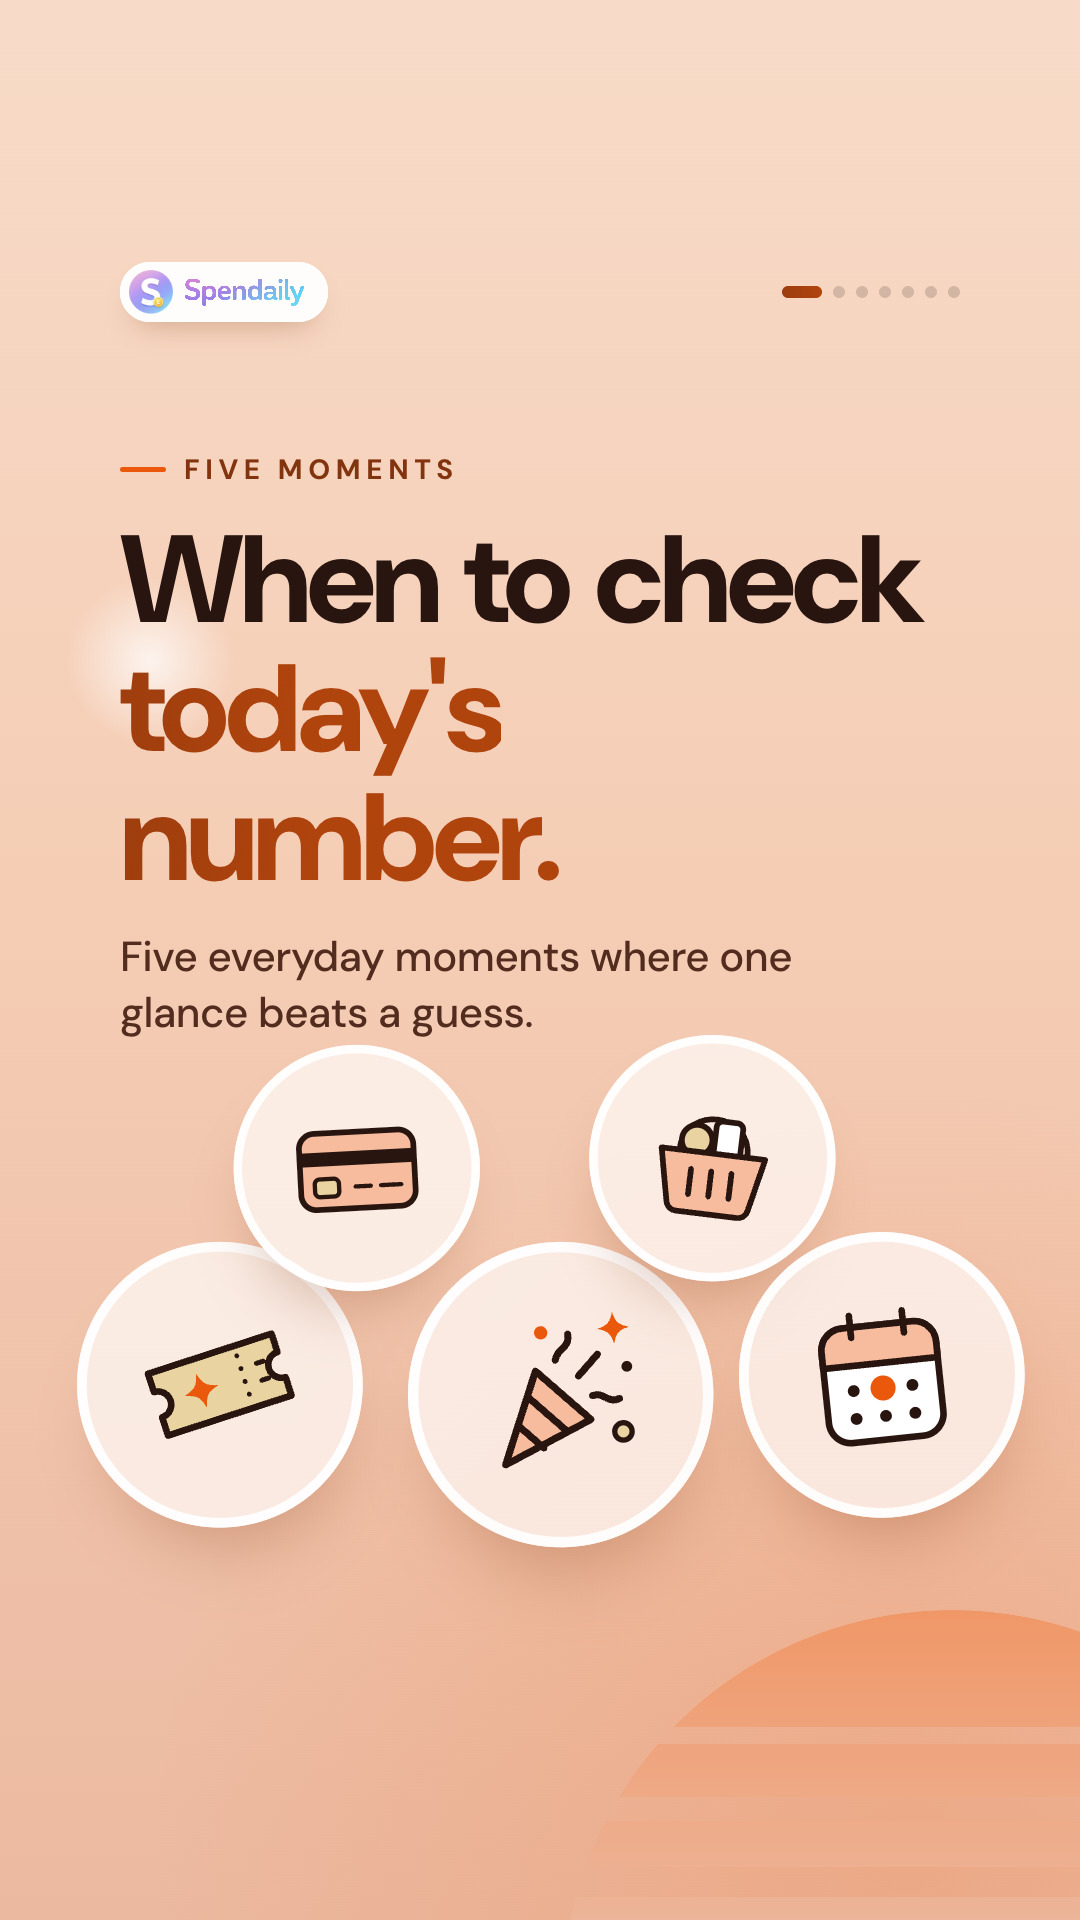 Spendaily
FIVE MOMENTS
When to check
today's
number.
Five everyday moments where one
glance beats a guess.